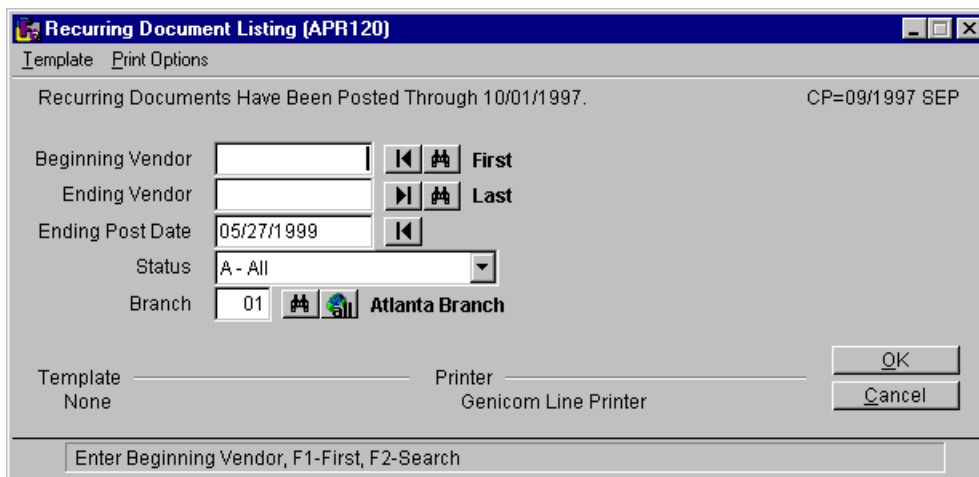 Recurring Document Listing (APR120)
Template Print Options
Recurring Documents Have Been Posted Through 10/01/1997. CP=09/1997 SEP
Beginning Vendor First
Ending Vendor Last
Ending Post Date 05/27/1999
Status A - All
Branch 01 all Atlanta Branch
Template Printer OK
None Genicom Line Printer Cancel
Enter Beginning Vendor, F1-First, F2-Search